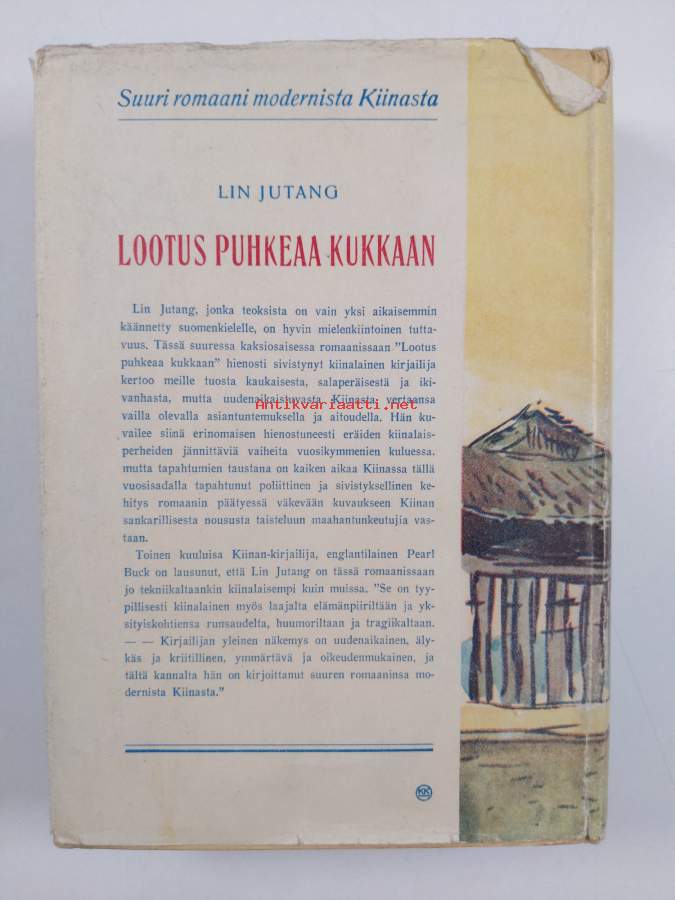 Suuri romaani modernista Kiinasta
LIN JUTANG
LOOTUS PUHKEAA KUKKAAN
Lin Jutang, jonka teoksista on vain yksi aikaisemmin
käännetty suomenkielelle, on hyvin mielenkiintoinen tutta-
vuus. Tässä suuressa kaksiosaisessa romaanissaan ”Lootus
puhkeaa kukkaan” hienosti sivistynyt kiinalainen kirjailija
kertoo meille tuosta kaukaisesta, salaperäisestä ja iki-
vanhasta, mutta uudenaikaistuvasta Kiinasta vertaansa
Antikvariaatti.net
vailla olevalla asiantuntemuksella ja aitoudella. Hän ku-
vailee siinä erinomaisen hienostuneesti eräiden kiinalais-
perheiden jännittäviä vaiheita vuosikymmenien kuluessa.
mutta tapahtumien taustana on kaiken aikaa Kiinassa tällä
vuosisadalla tapahtunut poliittinen ja sivistyksellinen ke-
hitys romaanin päätyessä väkevään kuvaukseen Kiinan
sankarillisesta noususta taisteluun maahantunkeutujia vas-
taan.
Toinen kuuluisa Kiinan-kirjailija, englantilainen Pearl
Buck on lausunut, että Lin Jutang on tässä romaanissaan
jo tekniikaltaankin kiinalaisempi kuin muissa. ”Se on tyy-
pillisesti kiinalainen myös laajalta elämänpiiriltään ja yk-
sityiskohtiensa runsaudelta, huumoriltaan ja tragiikaltaan.
— — Kirjailijan yleinen näkemys on uudenaikainen, äly-
käs ja kriitillinen, ymmärtävä ja oikeudenmukainen, ja
tältä kannalta hän on kirjoittanut suuren romaaninsa mo-
dernista Kiinasta.”
KK